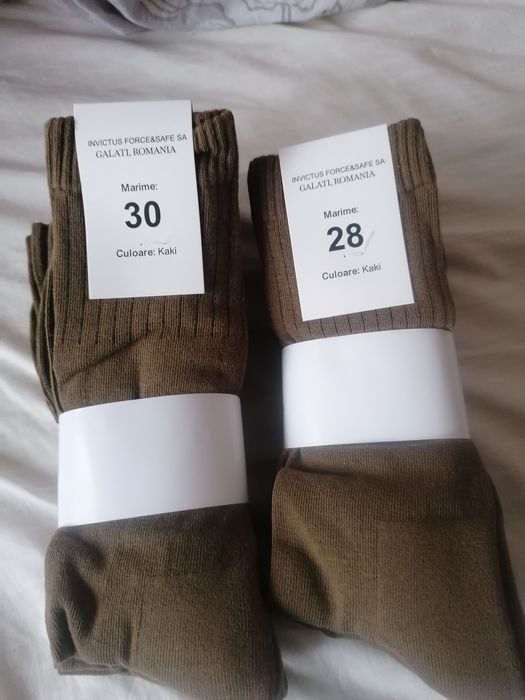 INVICTUS FORCE&SAFE SA
GALATI, ROMANIA
Marime:
30
Culoare: Kaki
INVICTUS FORCE&SAFE SA
GALATI, ROMANIA
Marime:
28
Culoare: Kaki